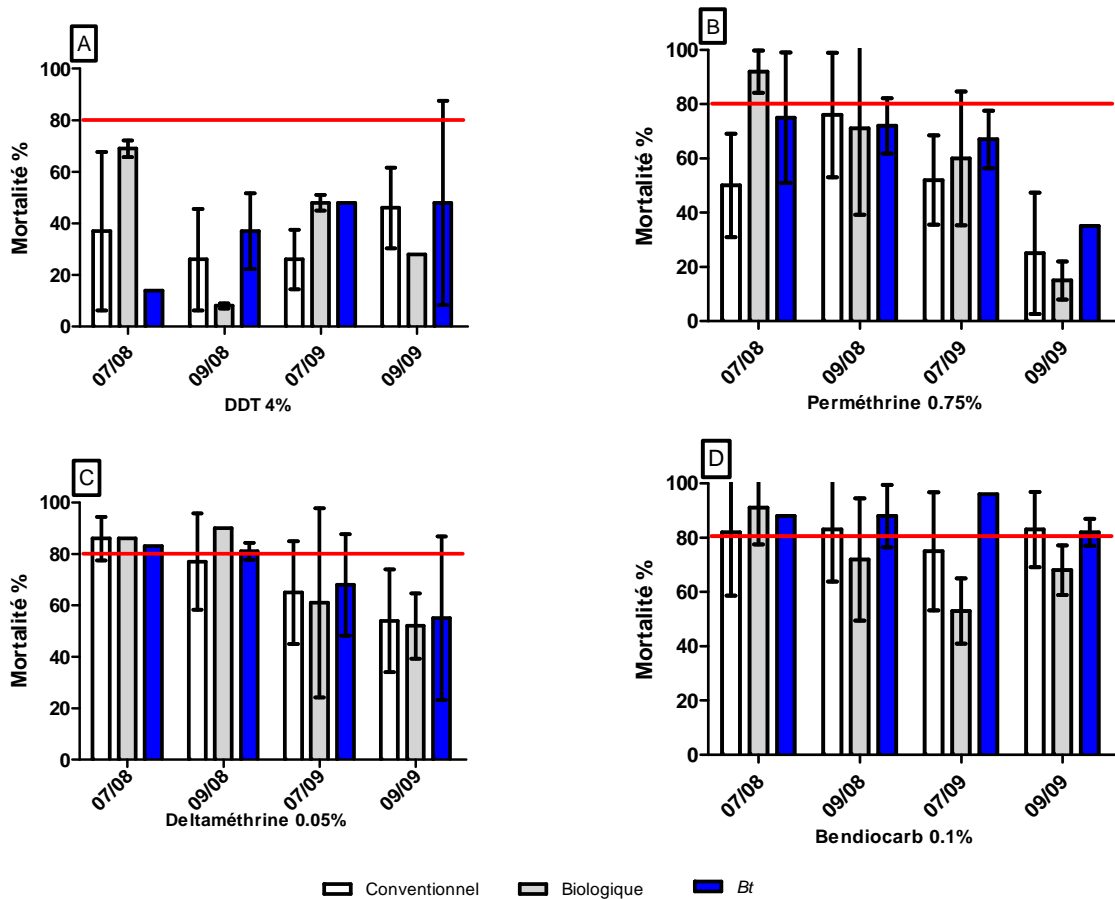 A
100
80
60
40
20
0
Mortalité %
07/08
09/08
07/09
09/09
DDT 4%
B
100
80
60
40
20
0
Mortalité %
07/08
09/08
07/09
09/09
Perméthrine 0.75%
C
100
80
60
40
20
0
Mortalité %
07/08
09/08
07/09
09/09
Deltaméthrine 0.05%
D
100
80
60
40
20
0
Mortalité %
07/08
09/08
07/09
09/09
Bendiocarb 0.1%
Conventionnel
Biologique
Bt